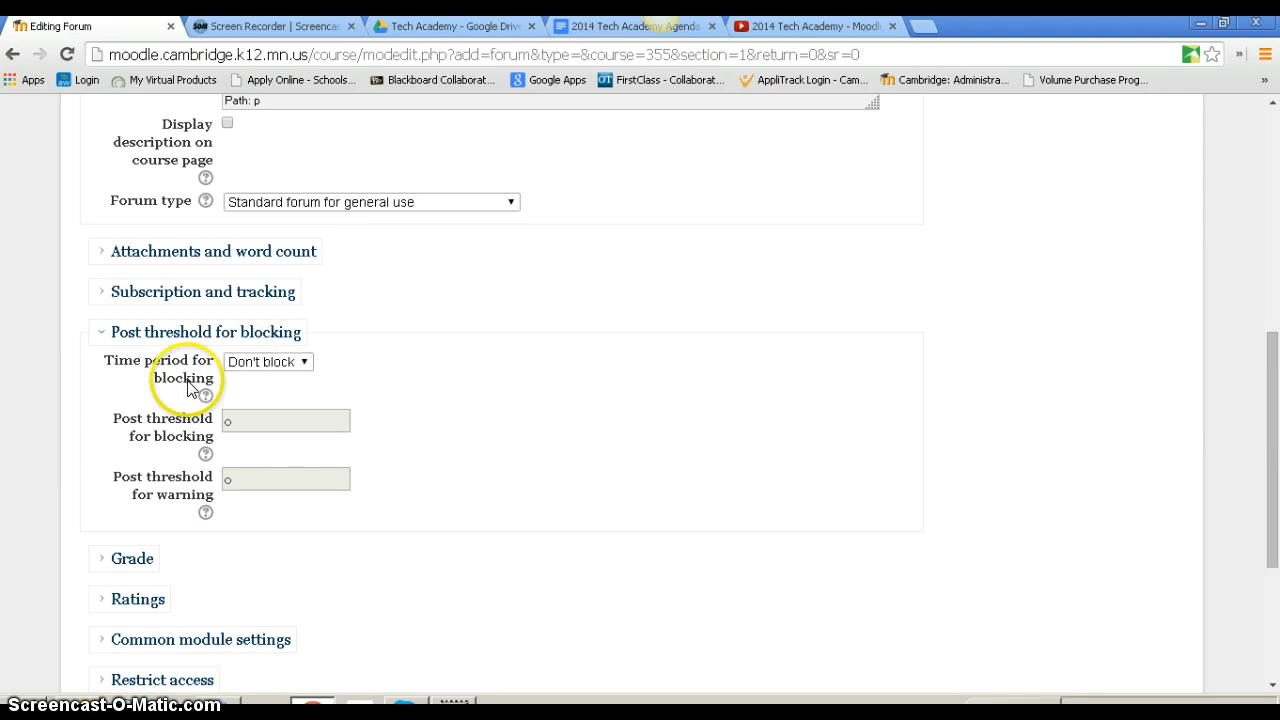 Editing Forum
Screen Recorder | Screencas
Tech Academy - Google Driv
2014 Tech Academy Agenda
2014 Tech Academy - Moodl
moodle.cambridge.k12.mn.us/course/modedit.php?add=forum&type=&course=355&section=1&return=0&sr=0
Apps
Login
My Virtual Products
Apply Online - Schools...
Blackboard Collaborat...
Google Apps
FirstClass - Collabora...
AppliTrack Login - Cam...
Cambridge: Administra...
Volume Purchase Prog...
Path: p
Display
description on
course page
Forum type
Standard forum for general use
Attachments and word count
Subscription and tracking
Post threshold for blocking
Time period for
blocking
Don't block
Post threshold
for blocking
0
Post threshold
for warning
0
Grade
Ratings
Common module settings
Restrict access
Screencast-O-Matic.com